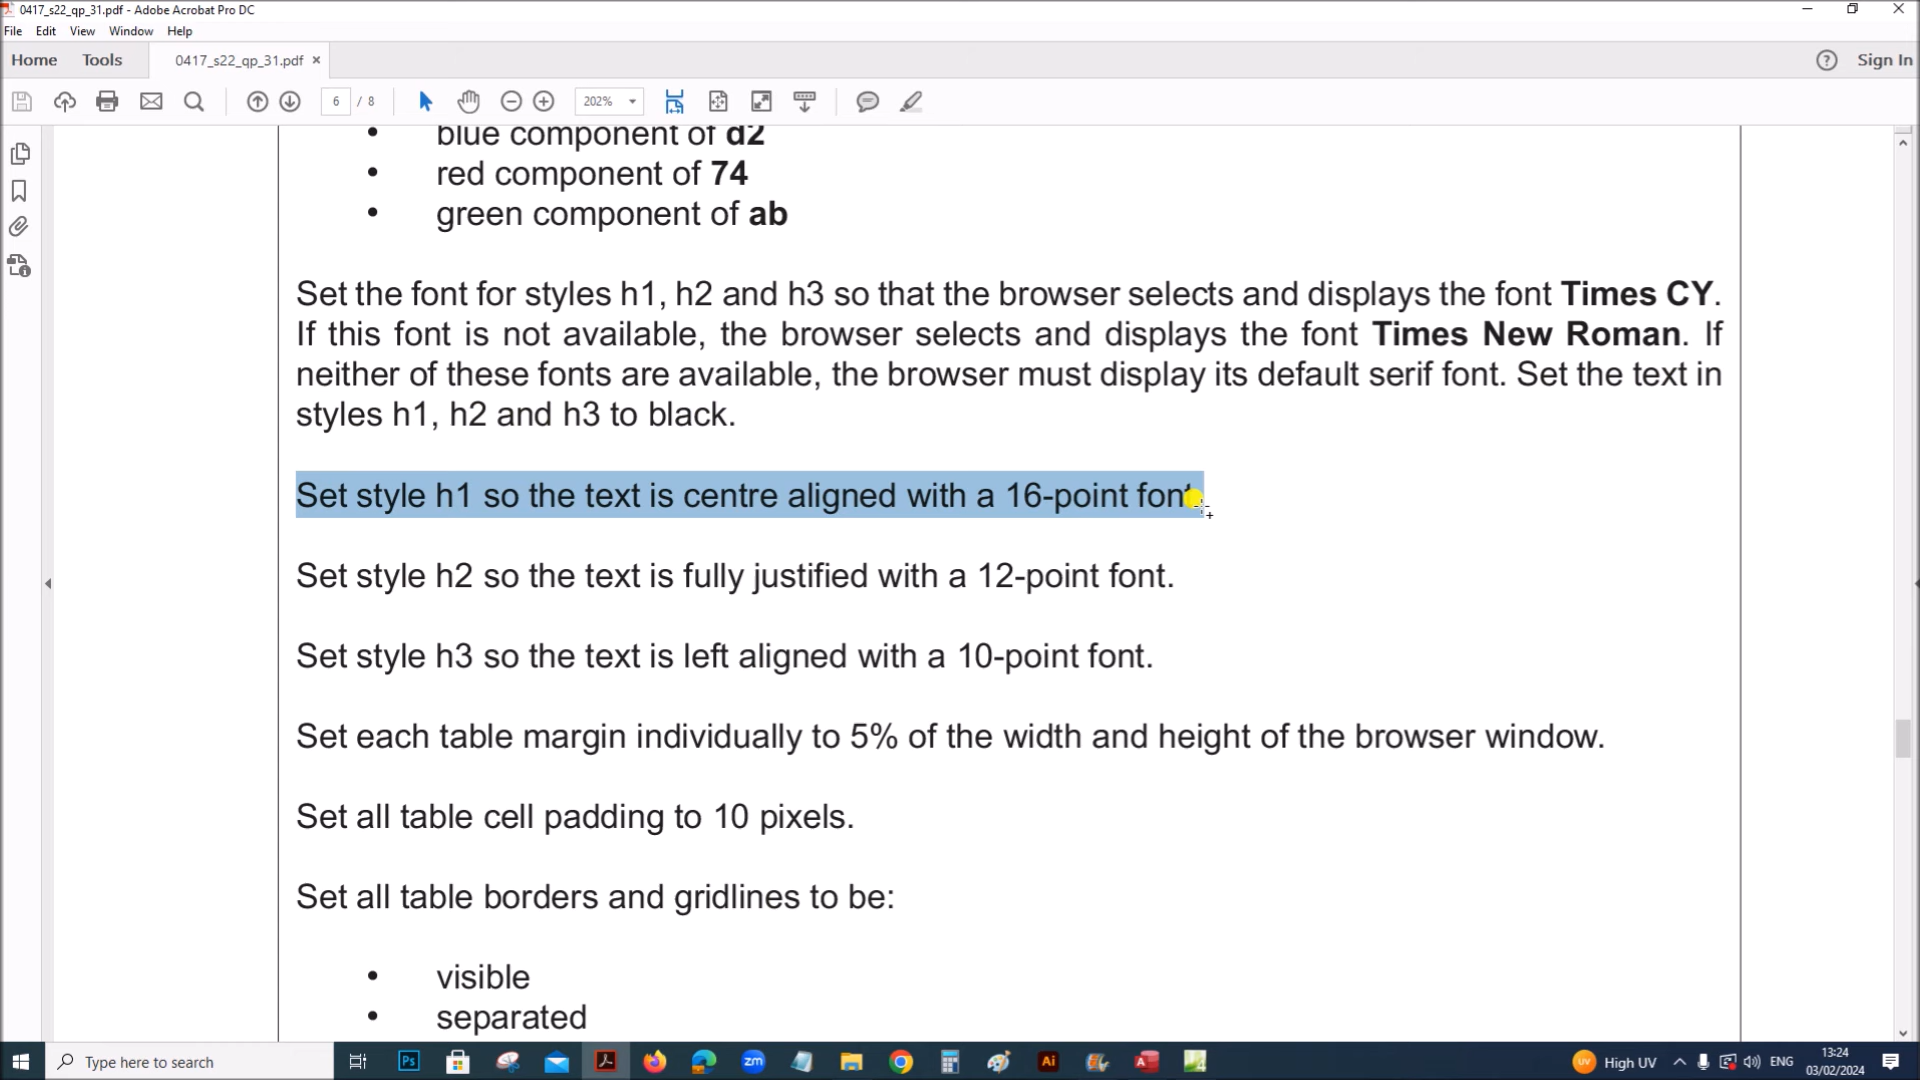 0417_s22_qp_31.pdf - Adobe Acrobat Pro DC
File Edit View Window Help
Home Tools 0417_s22_qp_31.pdf × Sign In
6 / 8 202%
• blue component of d2
• red component of 74
• green component of ab
Set the font for styles h1, h2 and h3 so that the browser selects and displays the font Times CY.
If this font is not available, the browser selects and displays the font Times New Roman. If
neither of these fonts are available, the browser must display its default serif font. Set the text in
styles h1, h2 and h3 to black.
Set style h1 so the text is centre aligned with a 16-point font
Set style h2 so the text is fully justified with a 12-point font.
Set style h3 so the text is left aligned with a 10-point font.
Set each table margin individually to 5% of the width and height of the browser window.
Set all table cell padding to 10 pixels.
Set all table borders and gridlines to be:
• visible
• separated
Type here to search Ps zm Ai UV High UV ENG 13:24
03/02/2024